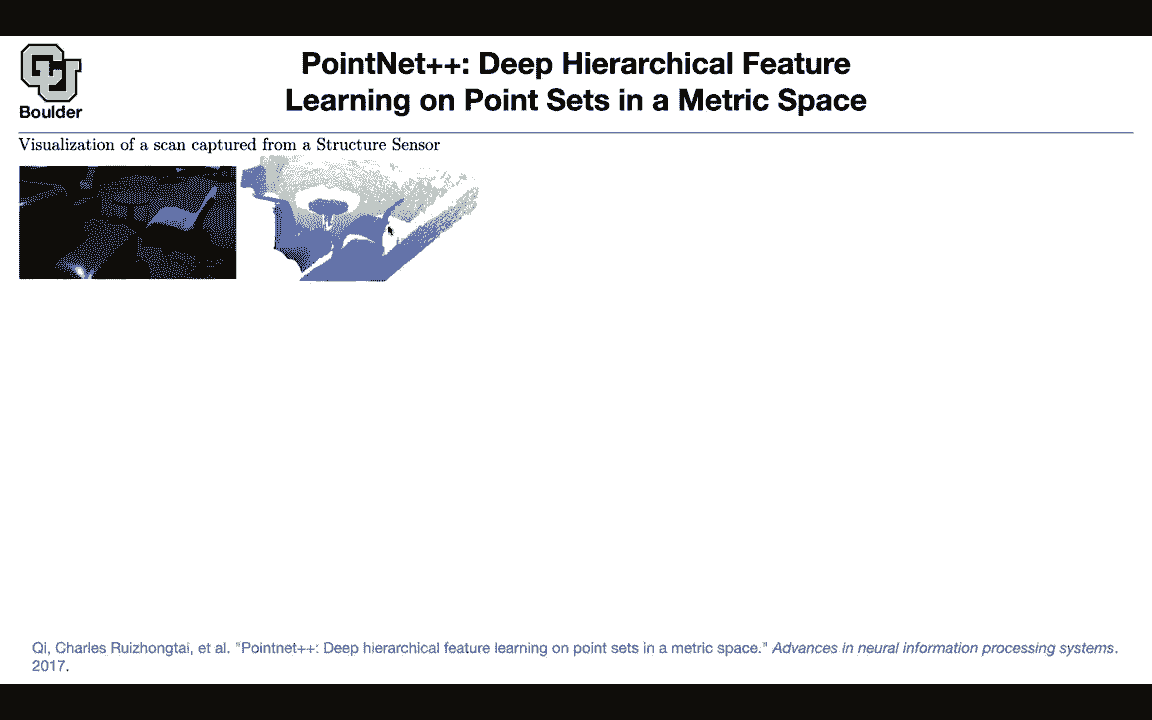 Boulder
PointNet++: Deep Hierarchical Feature
Learning on Point Sets in a Metric Space
Visualization of a scan captured from a Structure Sensor
Qi, Charles Ruizhongtai, et al. "Pointnet++: Deep hierarchical feature learning on point sets in a metric space." Advances in neural information processing systems.
2017.